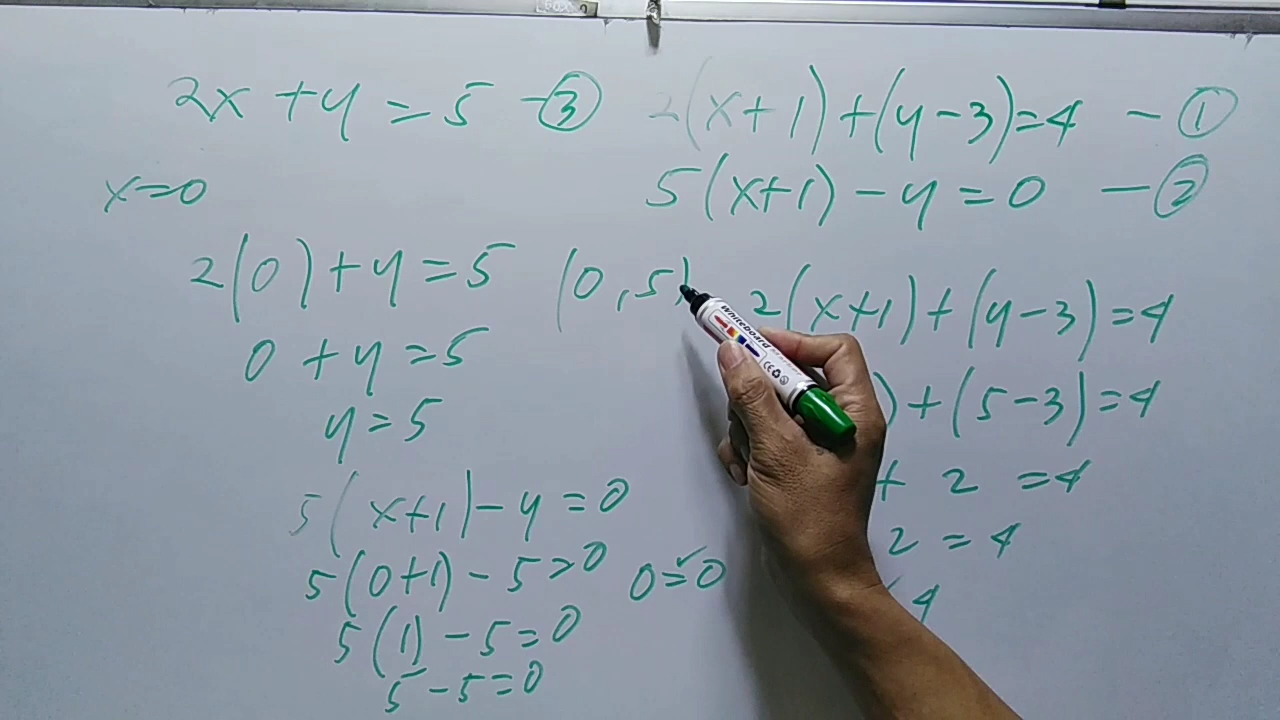 2x + y = 5 - ③
x = 0
2(0) + y = 5 (0, 5)
0 + y = 5
y = 5
5(x+1) - y = 0
5(0+1) - 5 = 0 0 = 0 ✓
5(1) - 5 = 0
5 - 5 = 0
2(x+1) + (y-3) = 4 - ①
5(x+1) - y = 0 - ②
2(x+1) + (y-3) = 4
) + (5-3) = 4
+ 2 = 4
2 = 4
4
Whiteboard